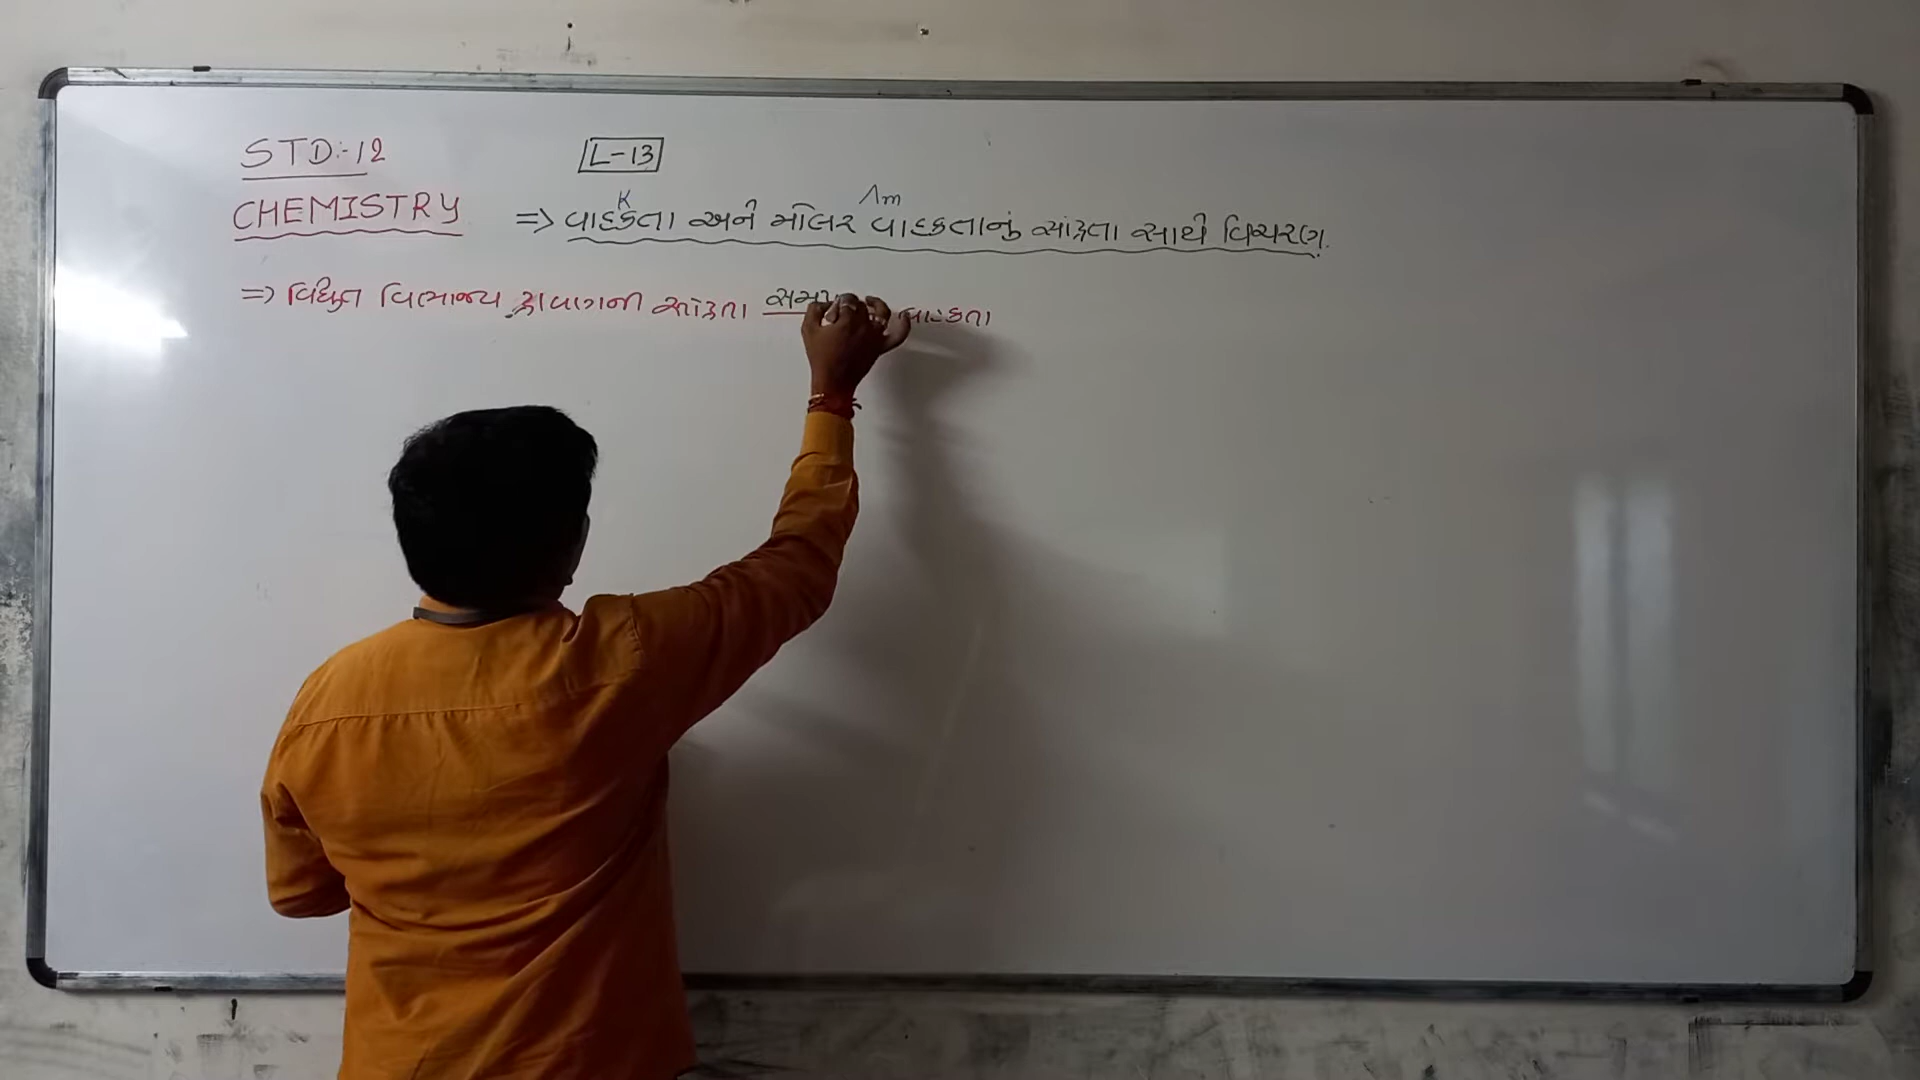 STD:-12
L-13
CHEMISTRY
K Λm
=> વાહકતા અને મોલર વાહકતાનું સાંદ્રતા સાથે વિચરણ.
=> વિદ્યુત વિભાજ્ય દ્રાવણની સાંદ્રતા વાહકતા